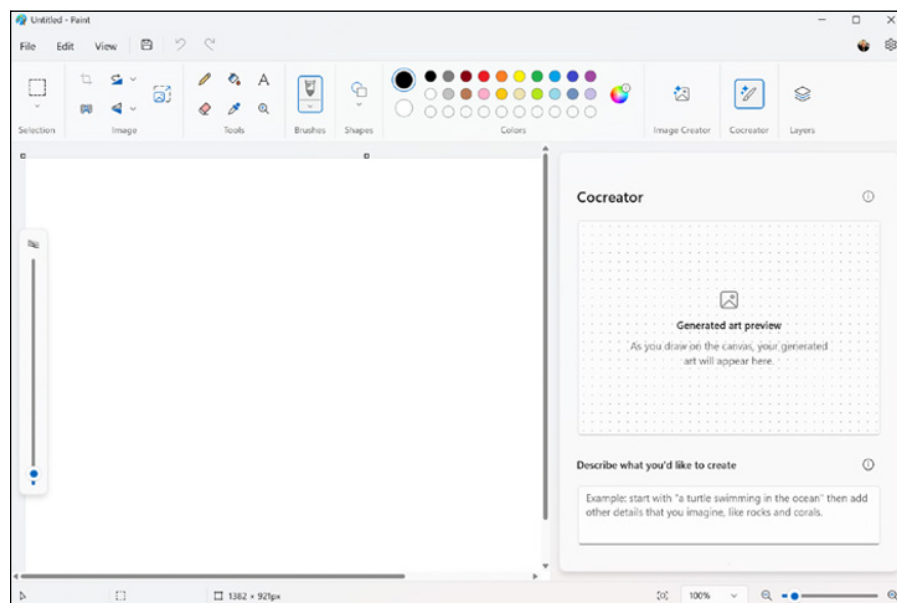 Untitled - Paint
File Edit View
Selection Image Tools Brushes Shapes Colors Image Creator Cocreator Layers
Cocreator
Generated art preview
As you draw on the canvas, your generated
art will appear here.
Describe what you'd like to create
Example: start with "a turtle swimming in the ocean" then add
other details that you imagine, like rocks and corals.
1382 × 921px 100%